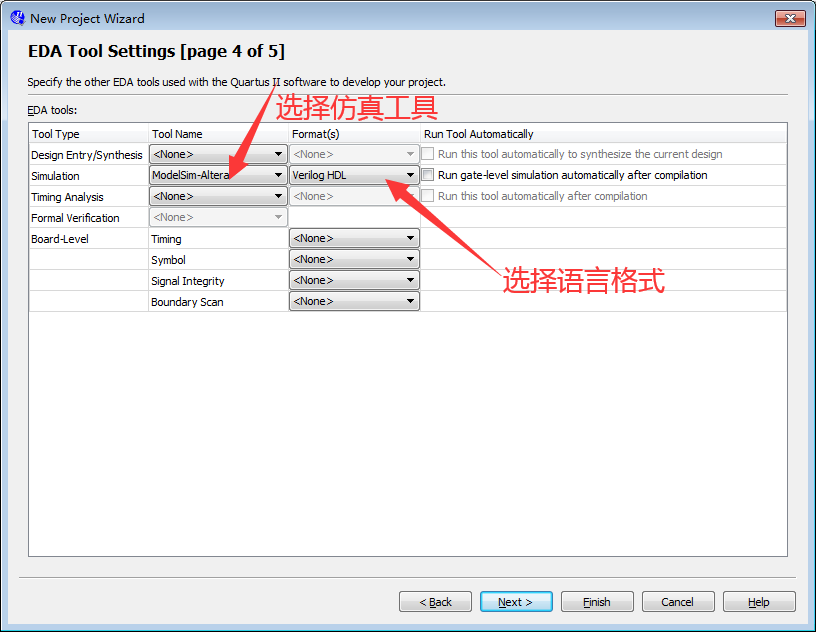 New Project Wizard
EDA Tool Settings [page 4 of 5]
Specify the other EDA tools used with the Quartus II software to develop your project.
选择仿真工具
EDA tools:
Tool Type Tool Name Format(s) Run Tool Automatically
Design Entry/Synthesis <None> <None> Run this tool automatically to synthesize the current design
Simulation ModelSim-Altera Verilog HDL Run gate-level simulation automatically after compilation
Timing Analysis <None> <None> Run this tool automatically after compilation
Formal Verification <None>
Board-Level Timing <None>
Symbol <None>
选择语言格式
Signal Integrity <None>
Boundary Scan <None>
< Back Next > Finish Cancel Help